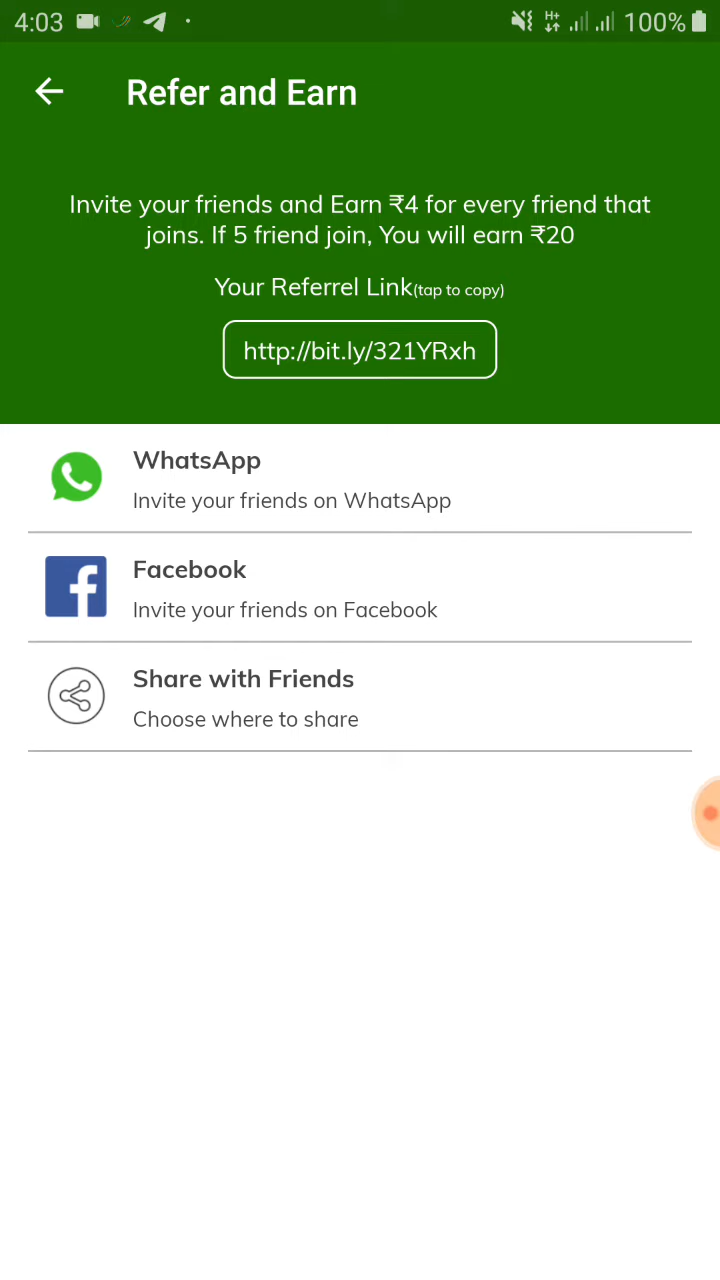 4:03
H+
100%
Refer and Earn
Invite your friends and Earn ₹4 for every friend that
joins. If 5 friend join, You will earn ₹20
Your Referrel Link(tap to copy)
http://bit.ly/321YRxh
WhatsApp
Invite your friends on WhatsApp
Facebook
Invite your friends on Facebook
Share with Friends
Choose where to share